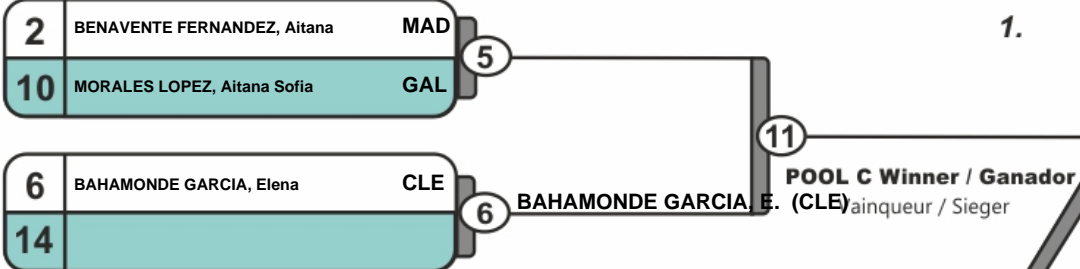 2 BENAVENTE FERNANDEZ, Aitana MAD
1.
5
10 MORALES LOPEZ, Aitana Sofia GAL
11
6 BAHAMONDE GARCIA, Elena CLE
POOL C Winner / Ganador
6 BAHAMONDE GARCIA, E. (CLE)
/ Sieger
14